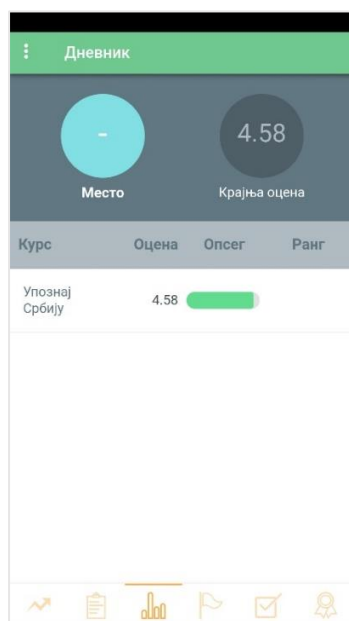 Дневник
-
4.58
Место
Крајња оцена
Курс Оцена Опсег Ранг
Упознај
Србију
4.58